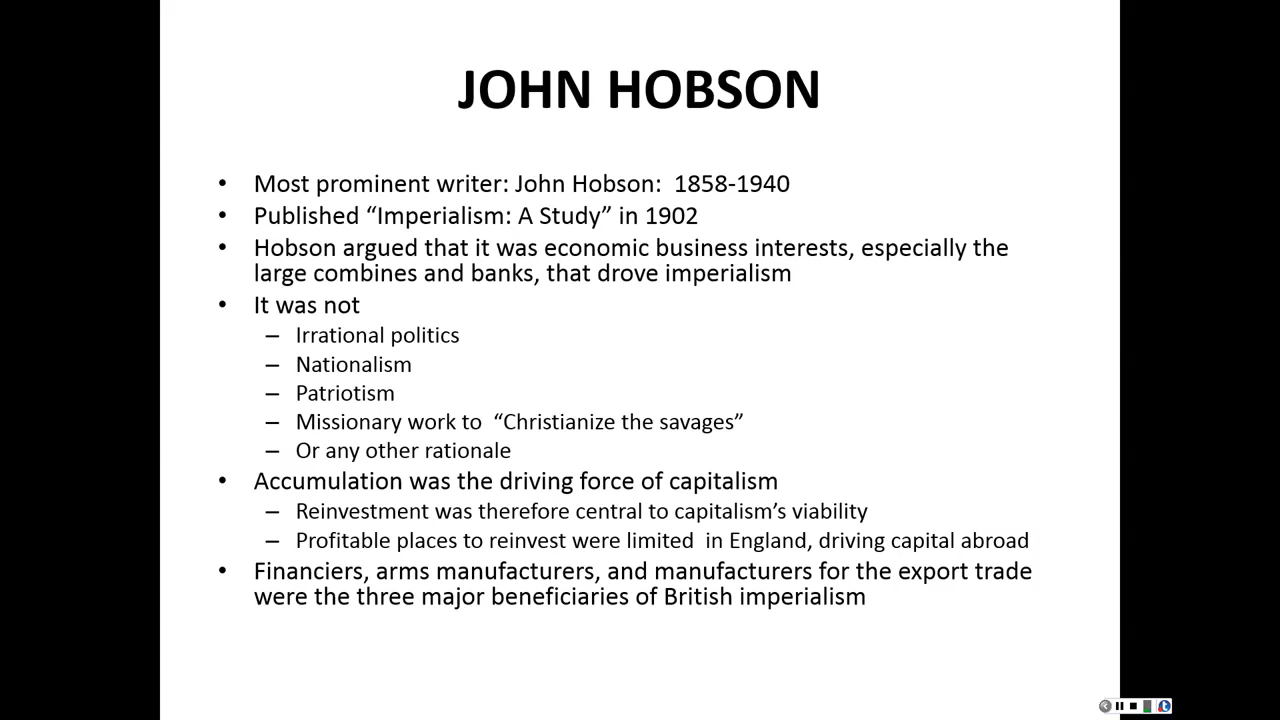 JOHN HOBSON
• Most prominent writer: John Hobson:  1858-1940
• Published “Imperialism: A Study” in 1902
• Hobson argued that it was economic business interests, especially the
large combines and banks, that drove imperialism
• It was not
– Irrational politics
– Nationalism
– Patriotism
– Missionary work to  “Christianize the savages”
– Or any other rationale
• Accumulation was the driving force of capitalism
– Reinvestment was therefore central to capitalism’s viability
– Profitable places to reinvest were limited  in England, driving capital abroad
• Financiers, arms manufacturers, and manufacturers for the export trade
were the three major beneficiaries of British imperialism